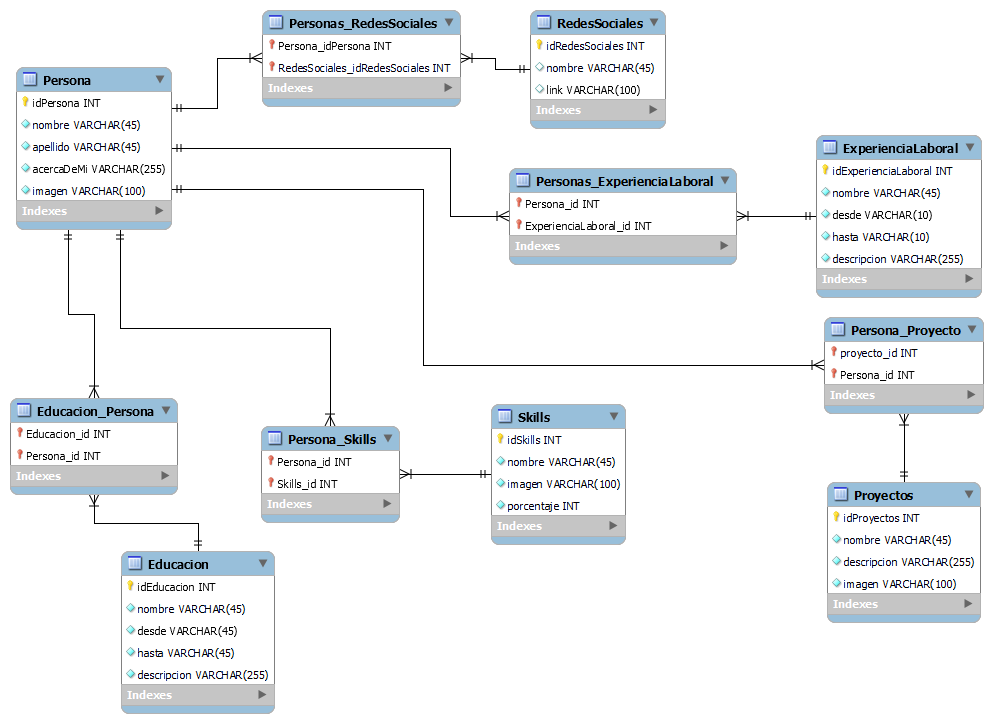 Personas_RedesSociales
Persona_idPersona INT
RedesSociales_idRedesSociales INT
Indexes
RedesSociales
idRedesSociales INT
nombre VARCHAR(45)
link VARCHAR(100)
Indexes
Persona
idPersona INT
nombre VARCHAR(45)
apellido VARCHAR(45)
acercaDeMi VARCHAR(255)
imagen VARCHAR(100)
Indexes
Personas_ExperienciaLaboral
Persona_id INT
ExperienciaLaboral_id INT
Indexes
ExperienciaLaboral
idExperienciaLaboral INT
nombre VARCHAR(45)
desde VARCHAR(10)
hasta VARCHAR(10)
descripcion VARCHAR(255)
Indexes
Persona_Proyecto
proyecto_id INT
Persona_id INT
Indexes
Educacion_Persona
Educacion_id INT
Persona_id INT
Indexes
Persona_Skills
Persona_id INT
Skills_id INT
Indexes
Skills
idSkills INT
nombre VARCHAR(45)
imagen VARCHAR(100)
porcentaje INT
Indexes
Proyectos
idProyectos INT
nombre VARCHAR(45)
descripcion VARCHAR(255)
imagen VARCHAR(100)
Indexes
Educacion
idEducacion INT
nombre VARCHAR(45)
desde VARCHAR(45)
hasta VARCHAR(45)
descripcion VARCHAR(255)
Indexes